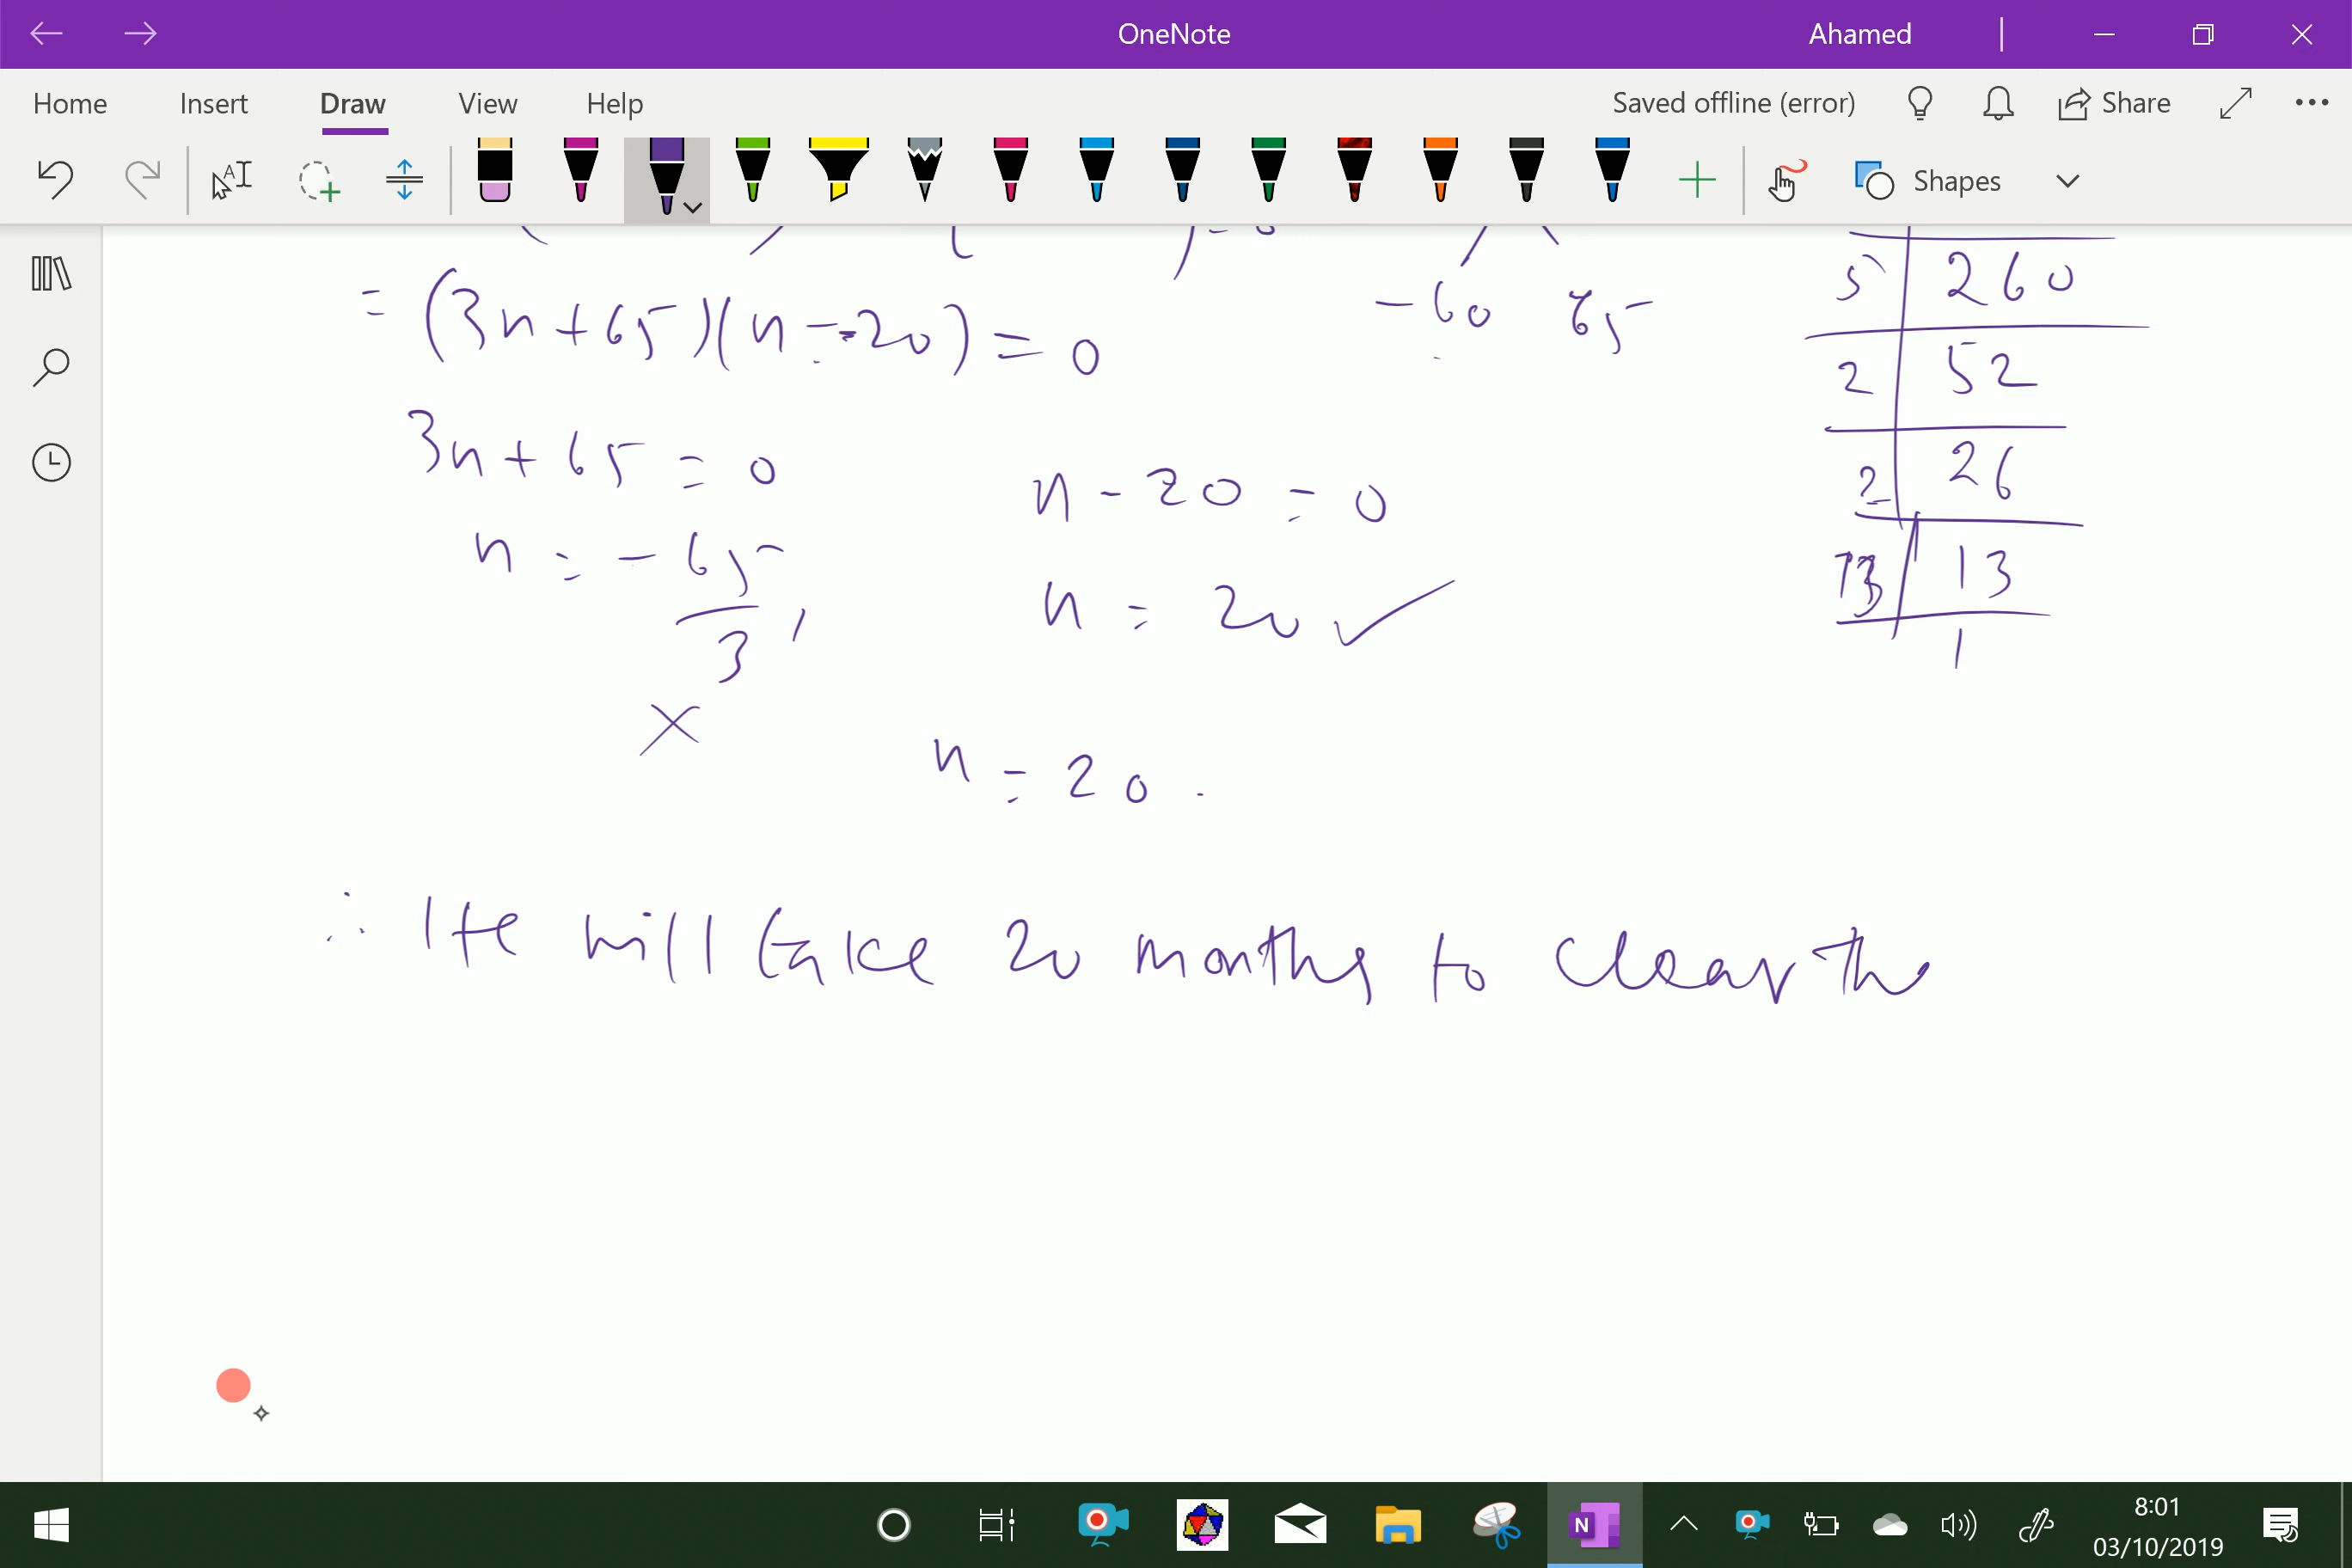 OneNote
Ahamed
Home Insert Draw View Help
Saved offline (error) Share
Shapes
) = 0
= (3n+65)(n-20) = 0
-60 65
5 260
2 52
2 26
13 13
1
3n+65 = 0
n = -65
3
n - 20 = 0
n = 20 ✓
×
n = 20 .
∴ He will take 20 months to clear the
8:01
03/10/2019